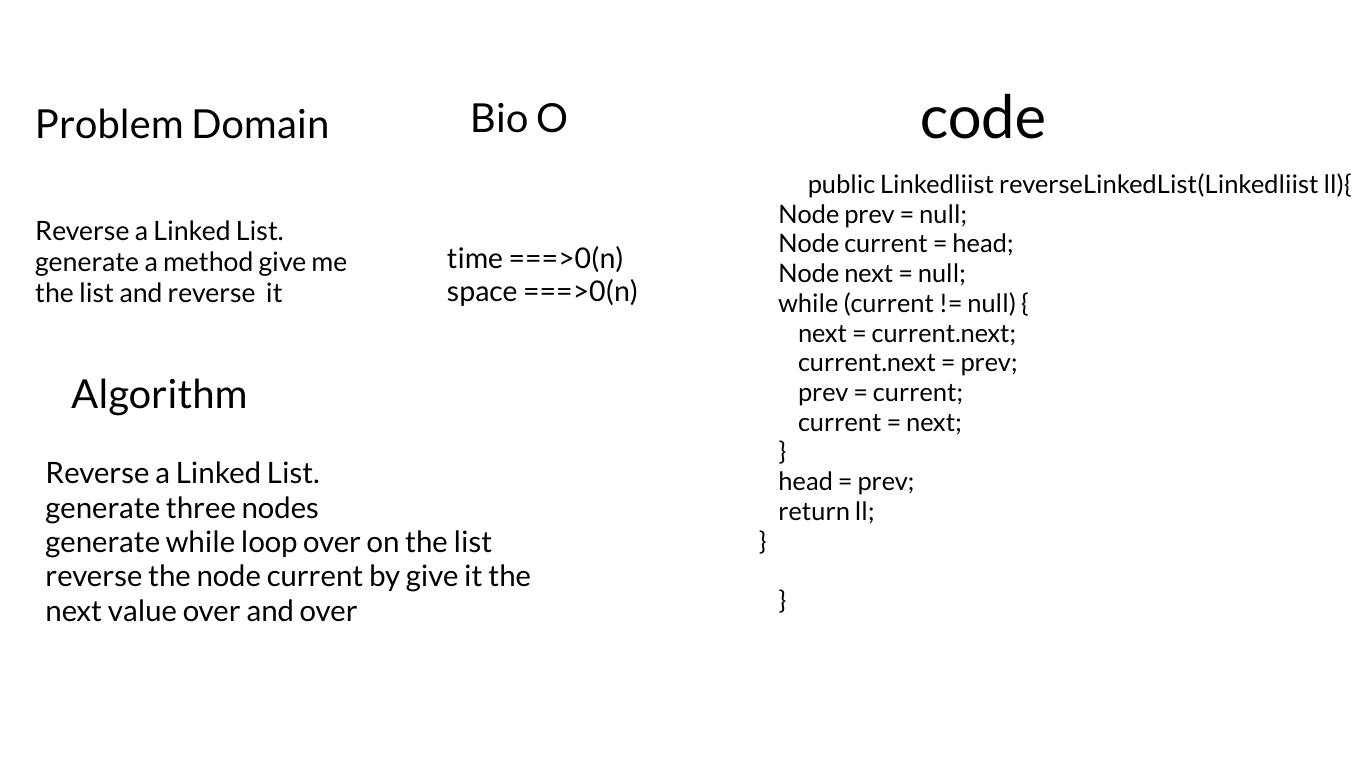 Problem Domain
Reverse a Linked List.
generate a method give me
the list and reverse  it
Bio O
time ===>0(n)
space ===>0(n)
Algorithm
Reverse a Linked List.
generate three nodes
generate while loop over on the list
reverse the node current by give it the
next value over and over
code
public Linkedliist reverseLinkedList(Linkedliist ll){
Node prev = null;
Node current = head;
Node next = null;
while (current != null) {
next = current.next;
current.next = prev;
prev = current;
current = next;
}
head = prev;
return ll;
}
}